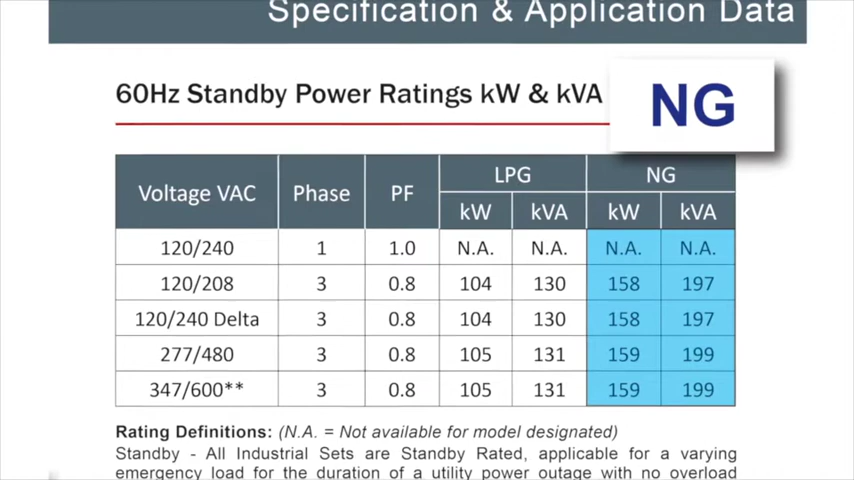 Specification & Application Data
60Hz Standby Power Ratings kW & kVA
NG
Voltage VAC Phase PF LPG NG
kW kVA kW kVA
120/240 1 1.0 N.A. N.A. N.A. N.A.
120/208 3 0.8 104 130 158 197
120/240 Delta 3 0.8 104 130 158 197
277/480 3 0.8 105 131 159 199
347/600** 3 0.8 105 131 159 199
Rating Definitions: (N.A. = Not available for model designated)
Standby - All Industrial Sets are Standby Rated, applicable for a varying
emergency load for the duration of a utility power outage with no overload